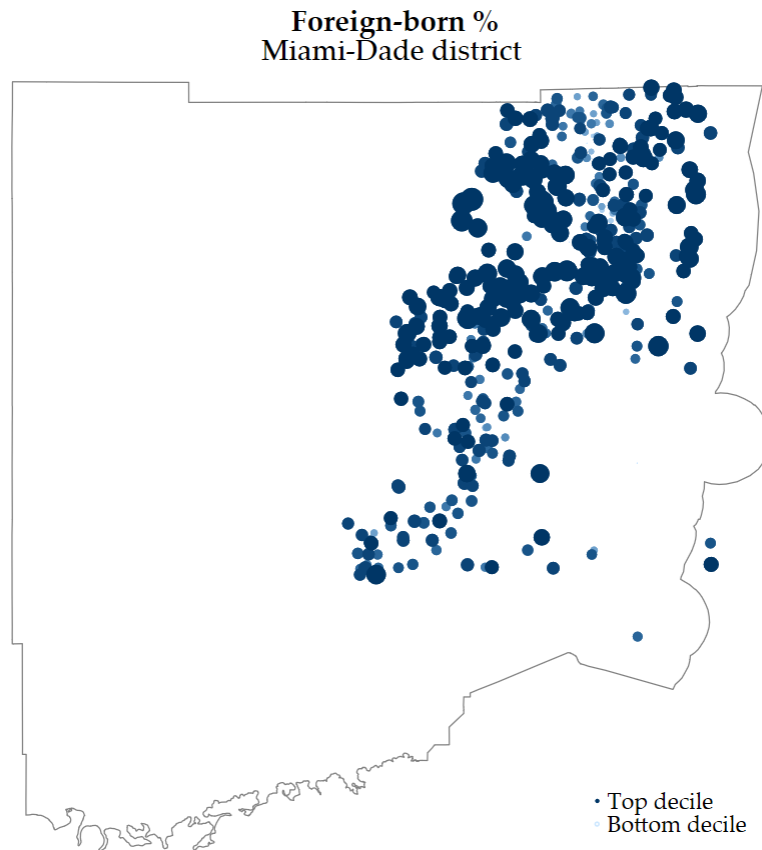 Foreign-born %
Miami-Dade district
Top decile
Bottom decile